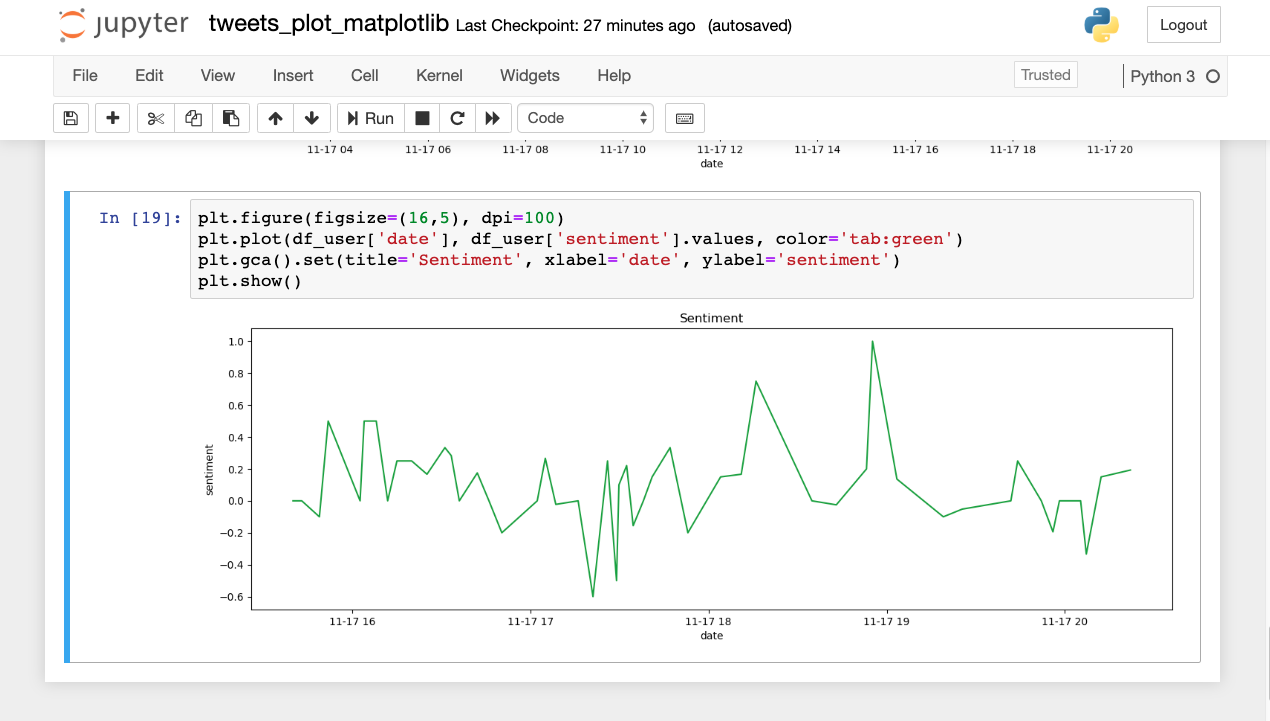 jupyter tweets_plot_matplotlib Last Checkpoint: 27 minutes ago (autosaved) Logout
File Edit View Insert Cell Kernel Widgets Help Trusted Python 3
Run Code
11-17 04 11-17 06 11-17 08 11-17 10 11-17 12 11-17 14 11-17 16 11-17 18 11-17 20
date
In [19]: plt.figure(figsize=(16,5), dpi=100)
plt.plot(df_user['date'], df_user['sentiment'].values, color='tab:green')
plt.gca().set(title='Sentiment', xlabel='date', ylabel='sentiment')
plt.show()
Sentiment
1.0
0.8
0.6
0.4
0.2
0.0
−0.2
−0.4
−0.6
sentiment
11-17 16 11-17 17 11-17 18 11-17 19 11-17 20
date